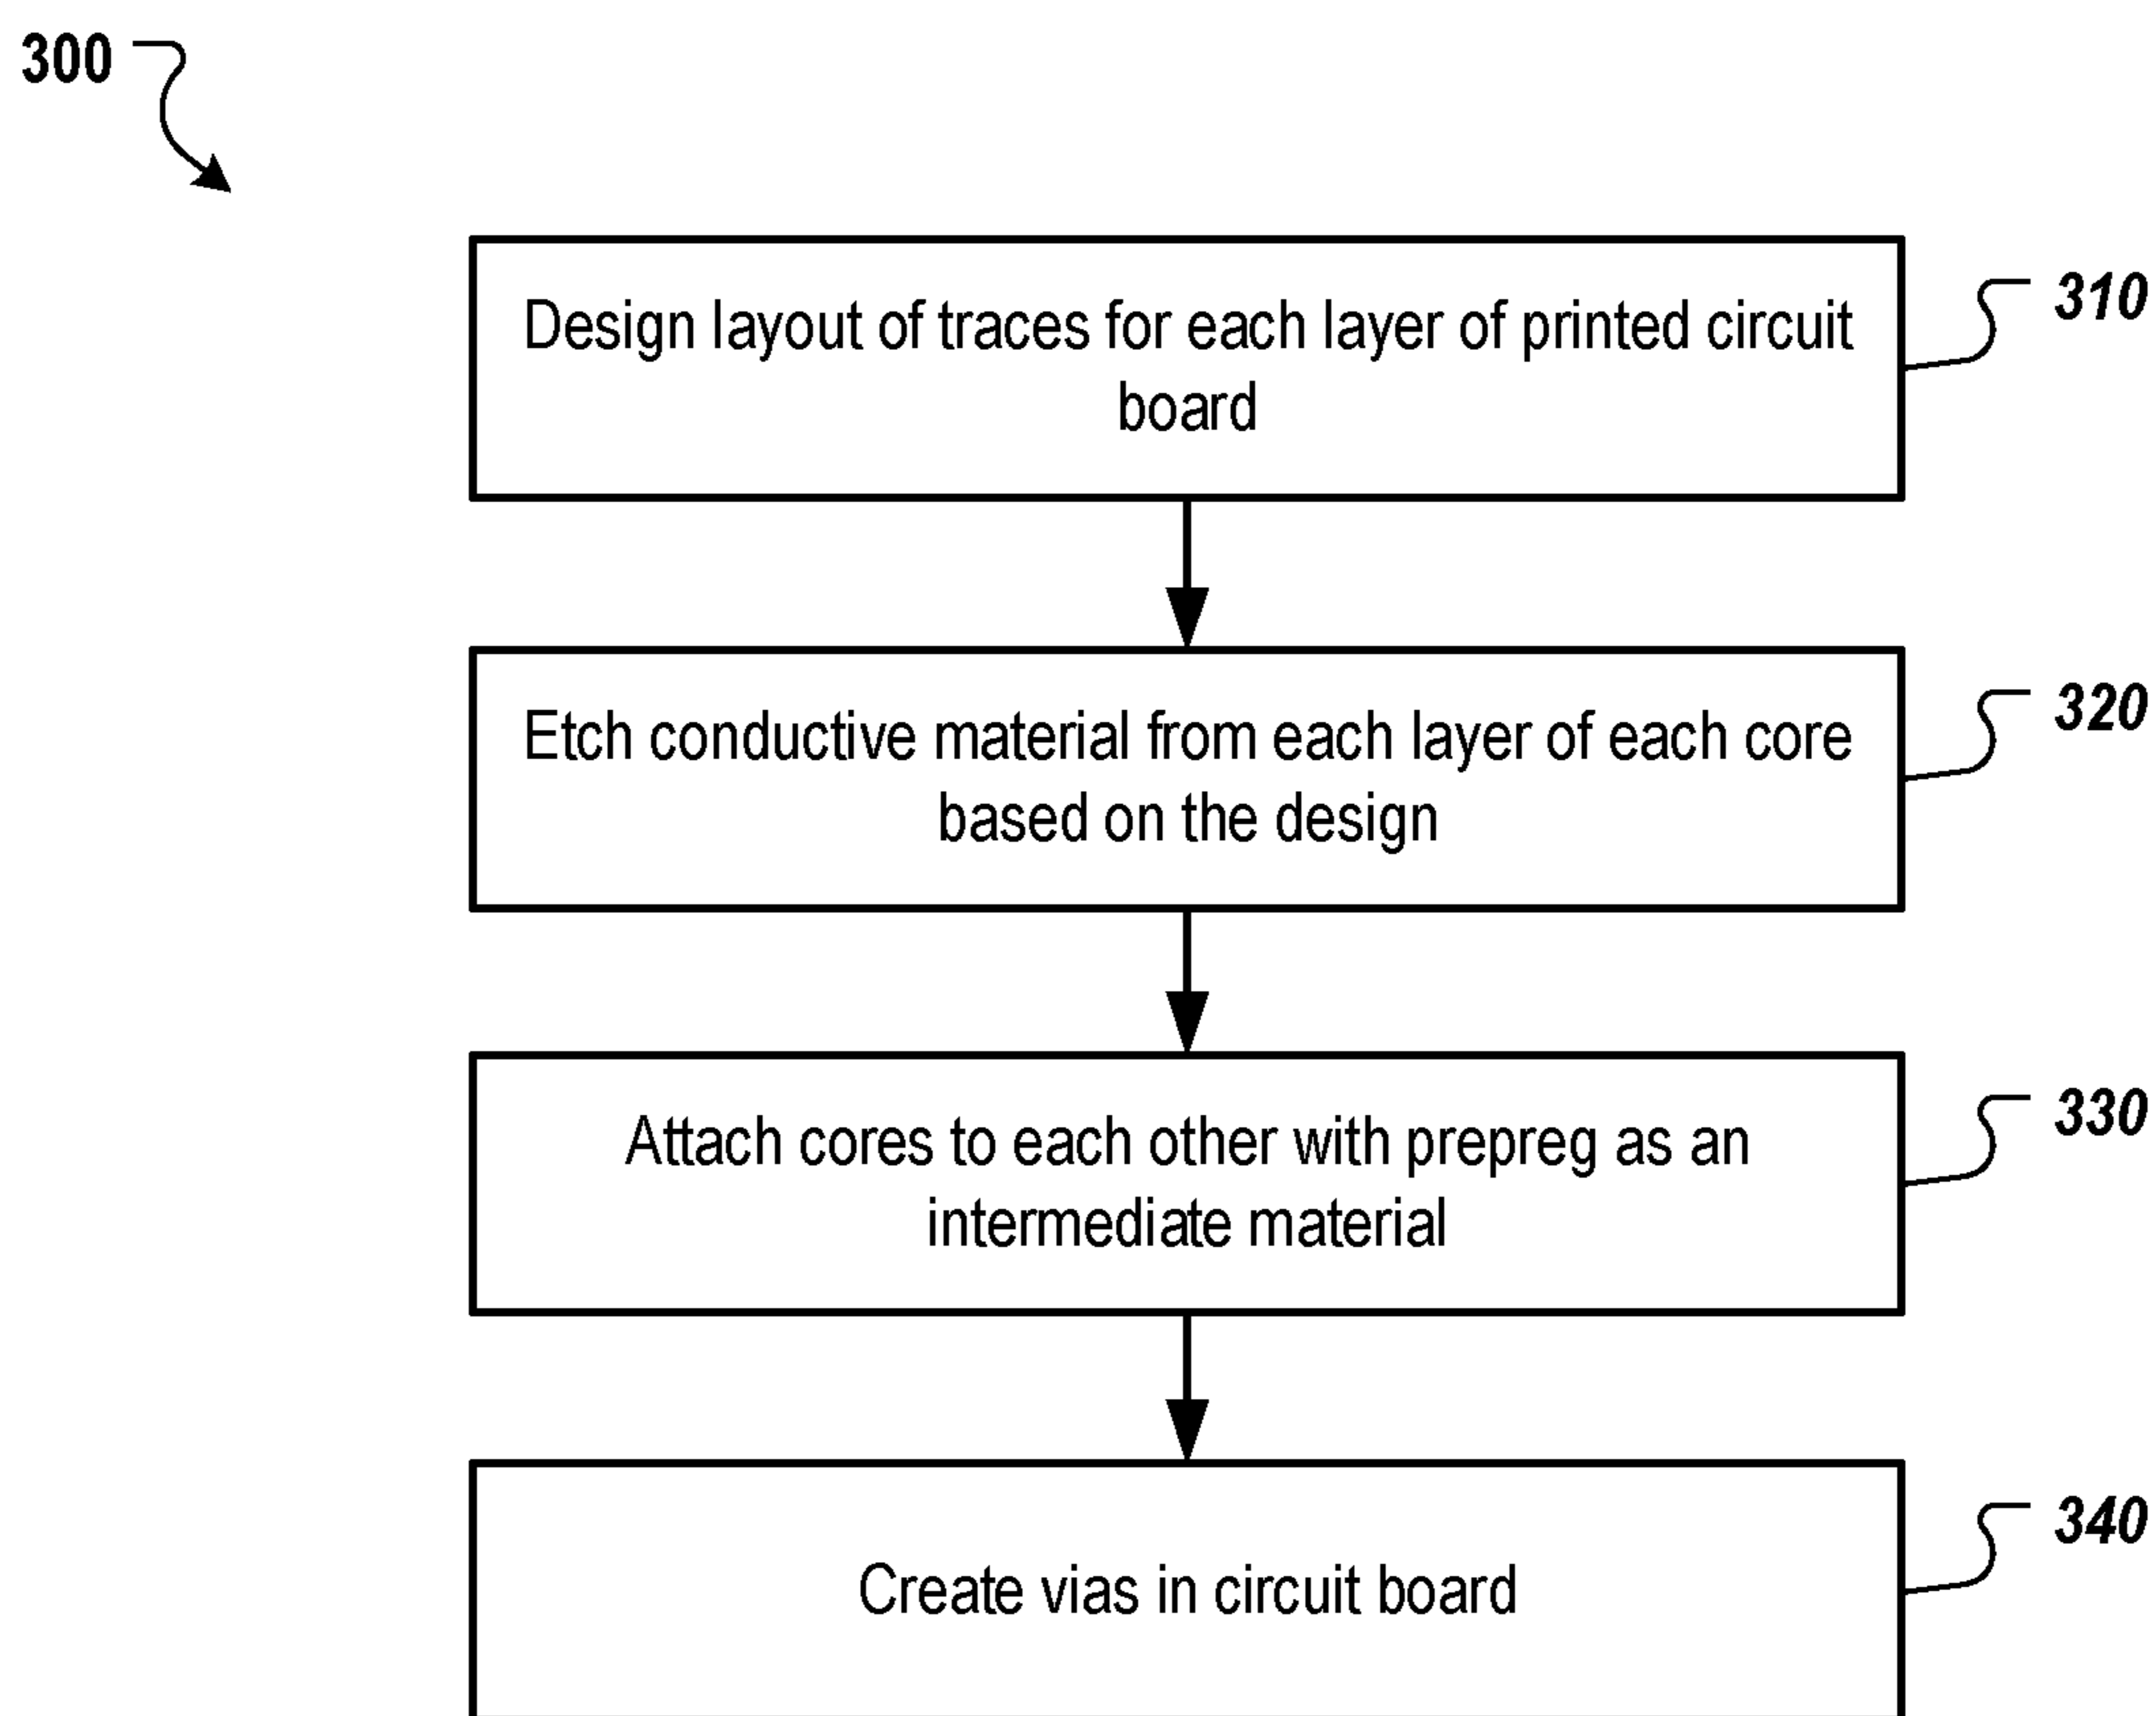 300
Design layout of traces for each layer of printed circuit
board
310
Etch conductive material from each layer of each core
based on the design
320
Attach cores to each other with prepreg as an
intermediate material
330
Create vias in circuit board
340